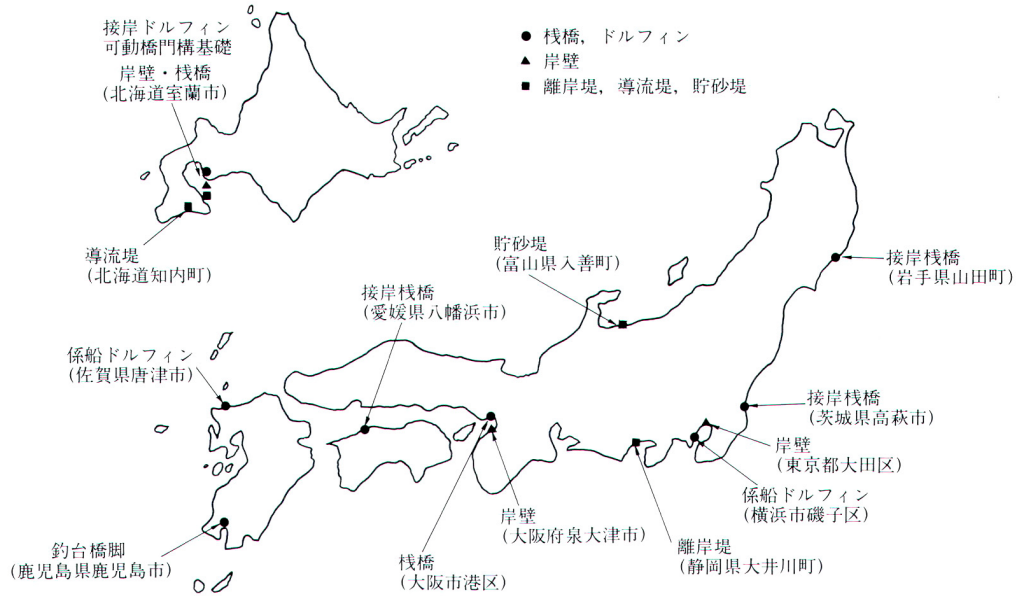 接岸ドルフィン
可動橋門構基礎
岸壁・桟橋
(北海道室蘭市)
桟橋，ドルフィン
岸壁
離岸堤，導流堤，貯砂堤
導流堤
(北海道知内町)
貯砂堤
(富山県入善町)
接岸桟橋
(岩手県山田町)
接岸桟橋
(愛媛県八幡浜市)
係船ドルフィン
(佐賀県唐津市)
接岸桟橋
(茨城県高萩市)
岸壁
(東京都大田区)
係船ドルフィン
(横浜市磯子区)
岸壁
(大阪府泉大津市)
離岸堤
(静岡県大井川町)
釣台橋脚
(鹿児島県鹿児島市)
桟橋
(大阪市港区)